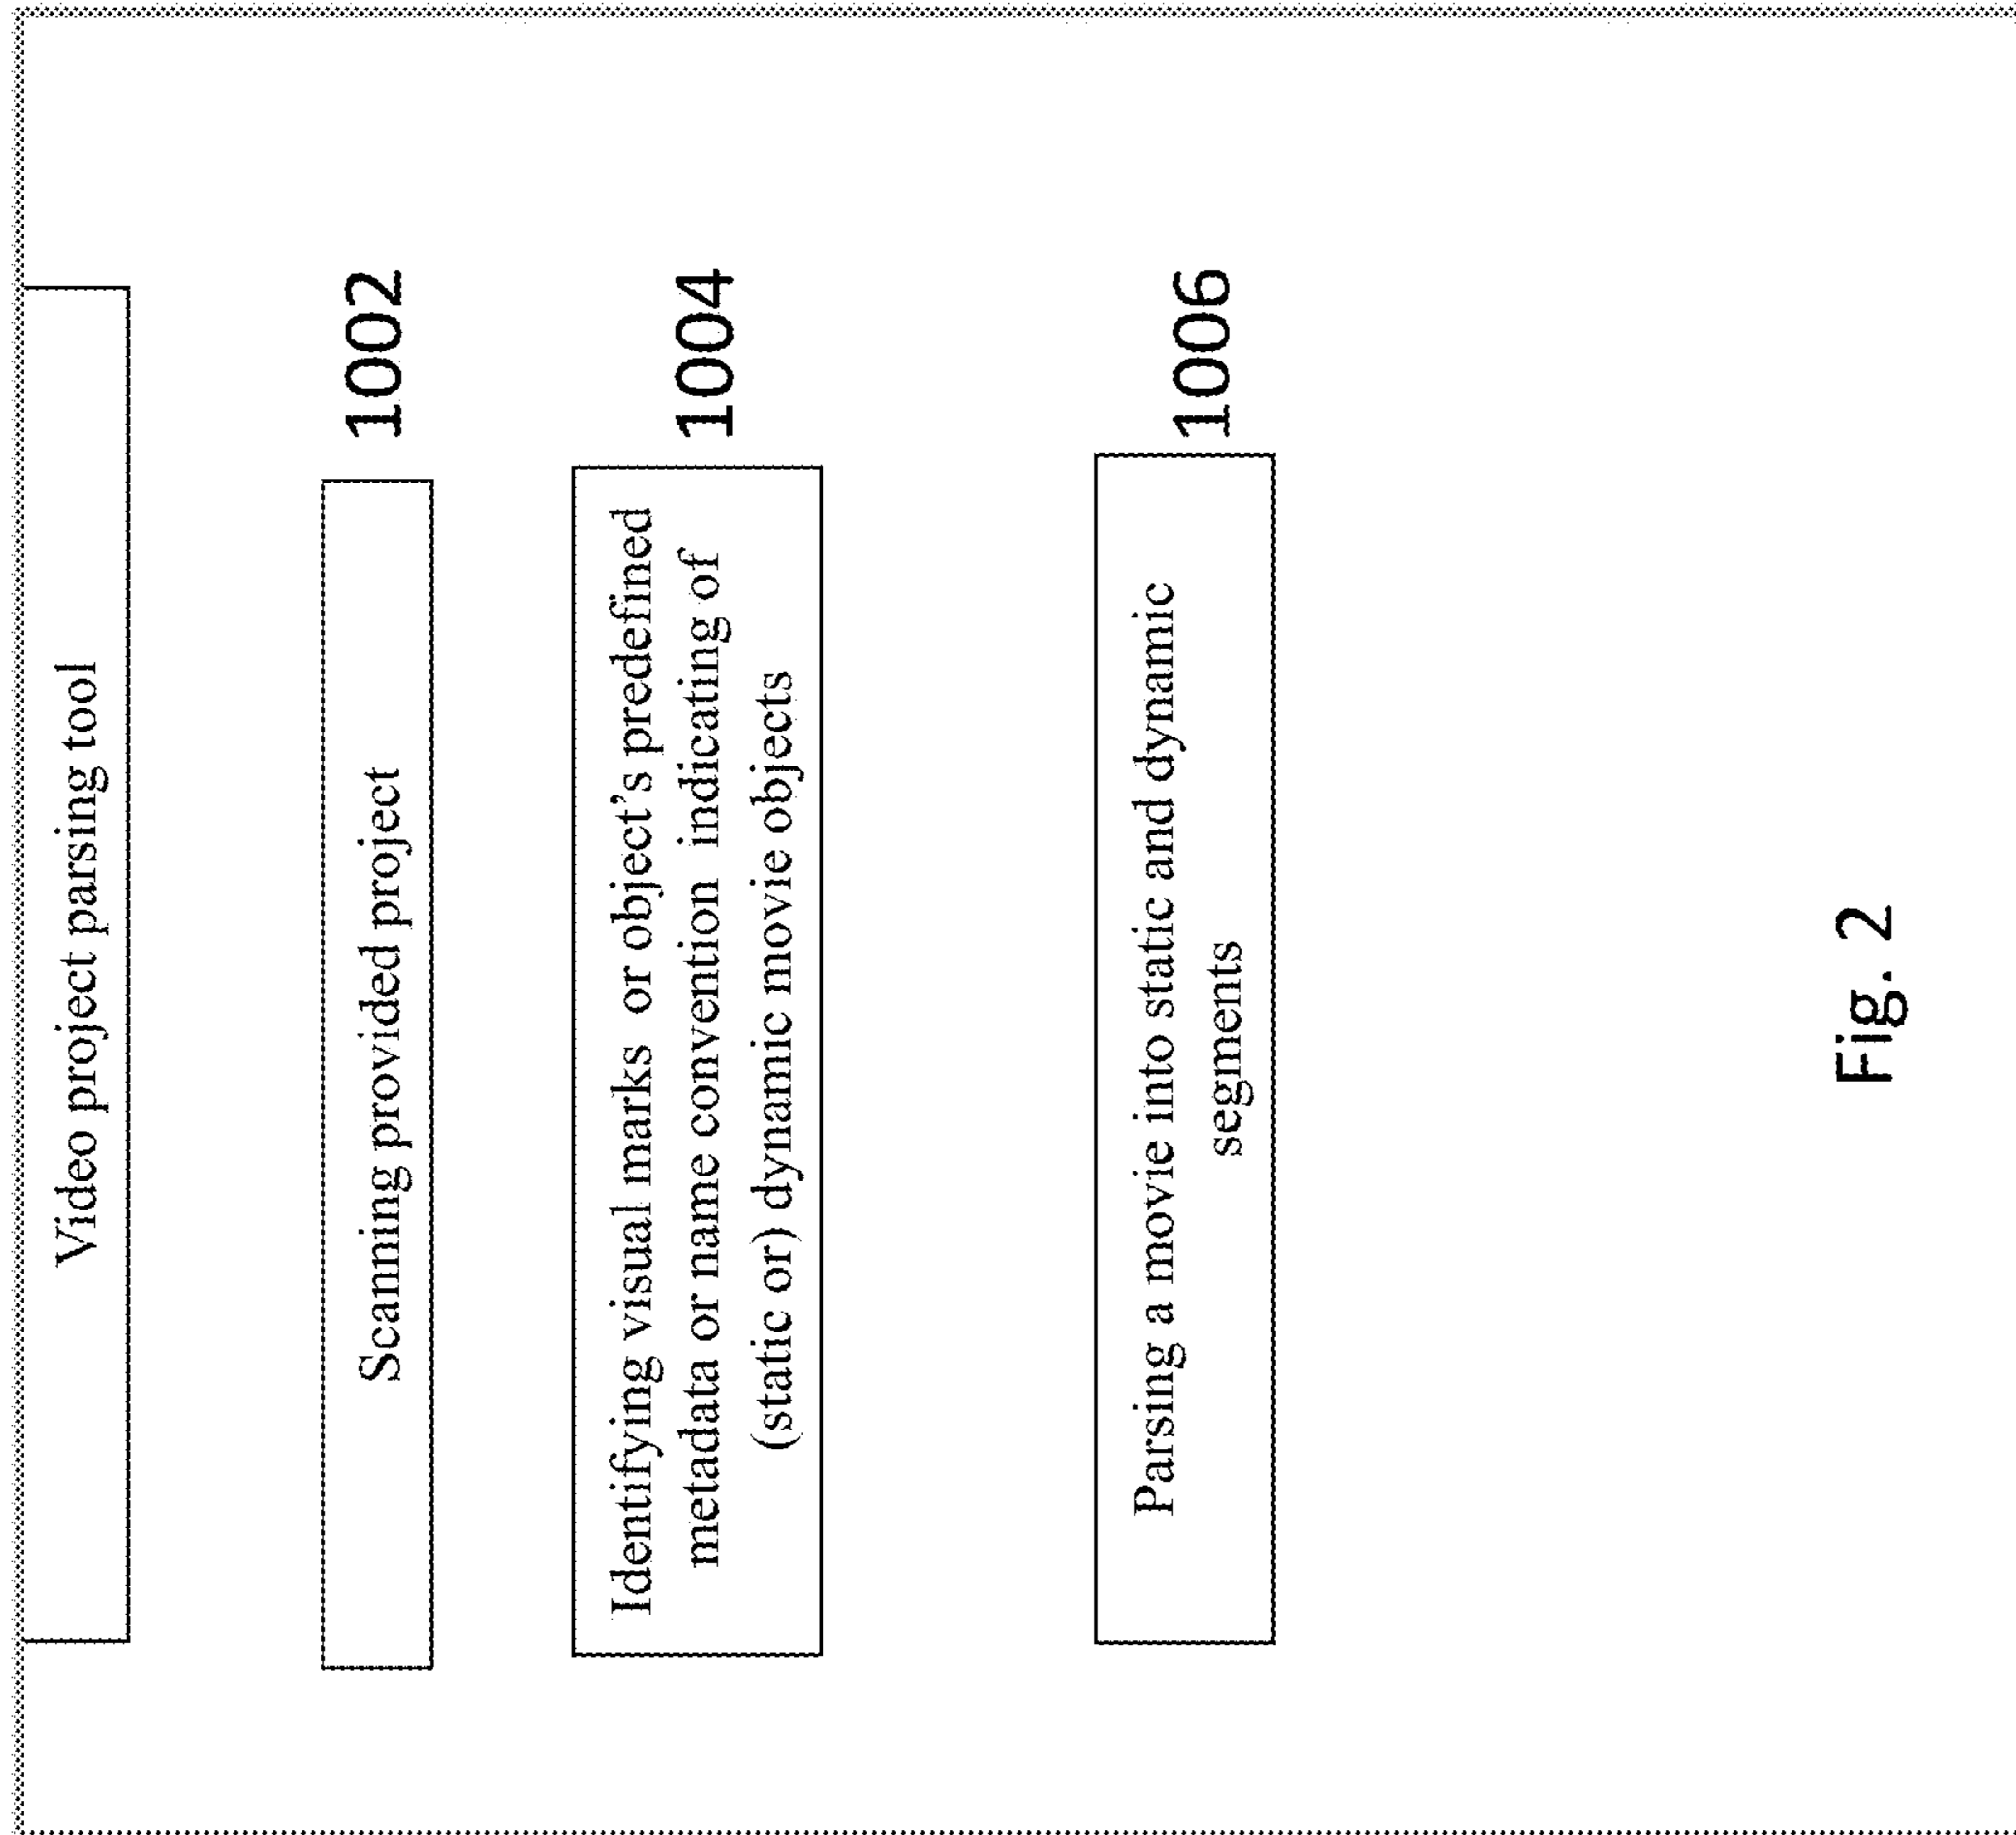 Video project parsing tool
Scanning provided project
1002
Identifying visual marks or object's predefined
metadata or name convention indicating of
(static or) dynamic movie objects
1004
Parsing a movie into static and dynamic
segments
1006
Fig. 2